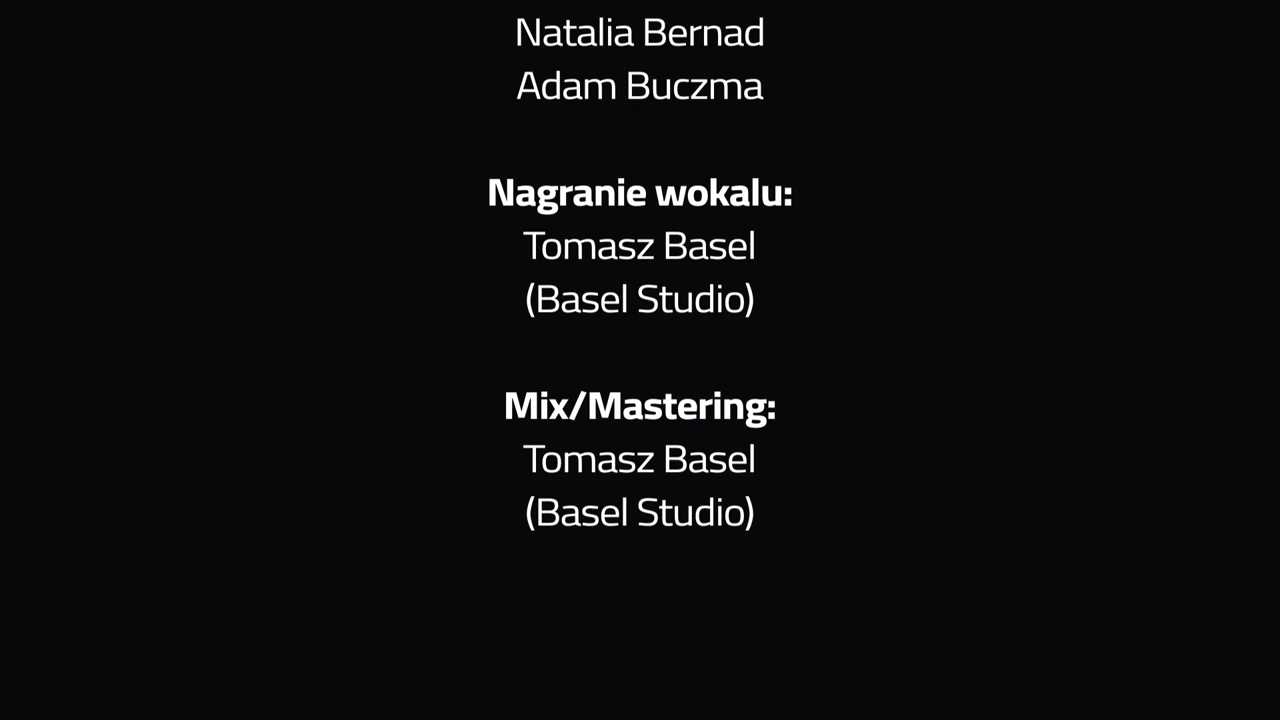 Natalia Bernad
Adam Buczma
Nagranie wokalu:
Tomasz Basel
(Basel Studio)
Mix/Mastering:
Tomasz Basel
(Basel Studio)